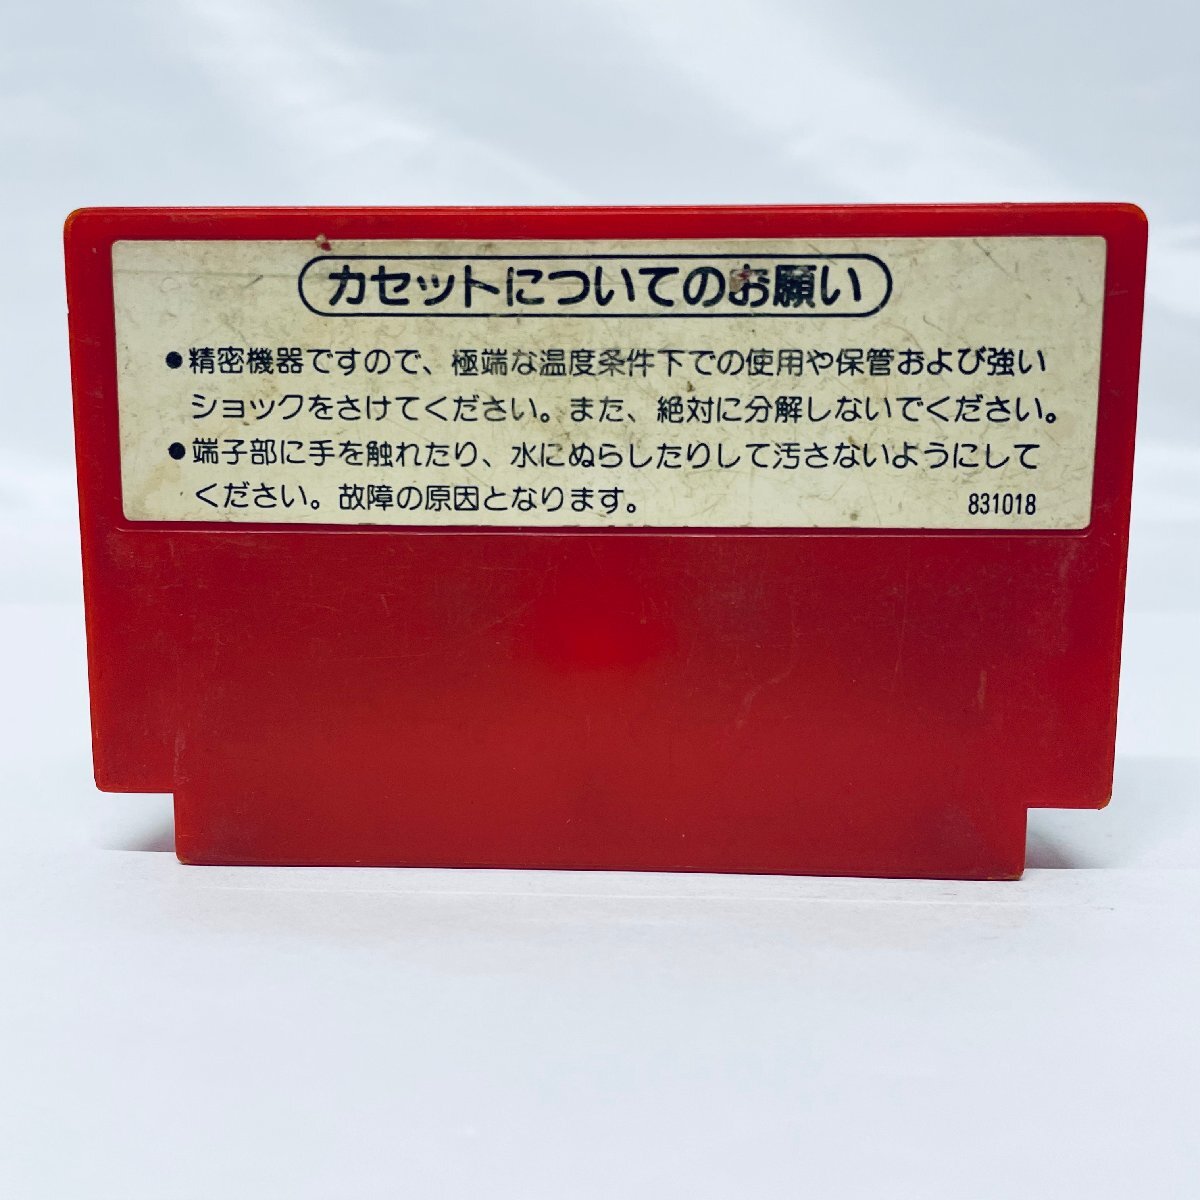 カセットについてのお願い
●精密機器ですので、極端な温度条件下での使用や保管および強い
ショックをさけてください。また、絶対に分解しないでください。
●端子部に手を触れたり、水にぬらしたりして汚さないようにして
ください。故障の原因となります。 831018